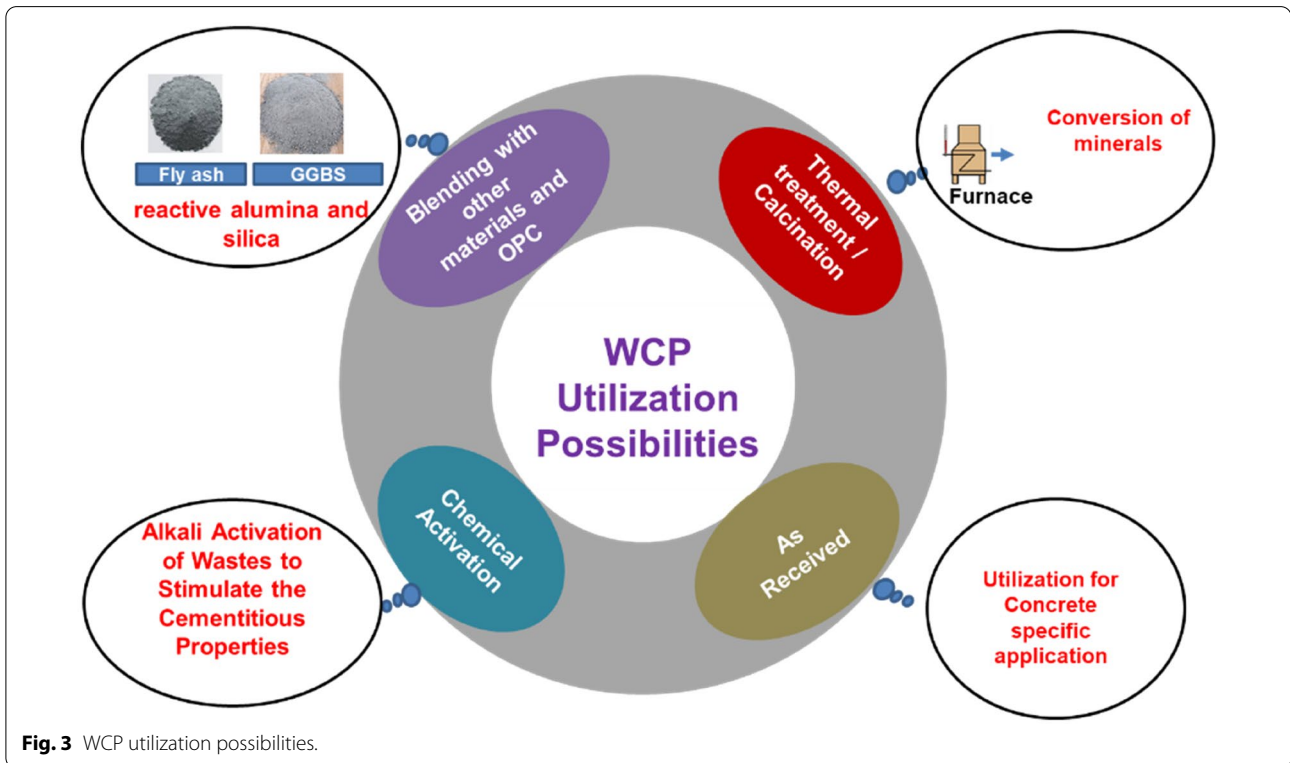 Fly ash
GGBS
reactive alumina and
silica
Blending with
other
materials and
OPC
Thermal
treatment /
Calcination
Furnace
Conversion of
minerals
WCP
Utilization
Possibilities
Chemical
Activation
Alkali Activation
of Wastes to
Stimulate the
Cementitious
Properties
As
Received
Utilization for
Concrete
specific
application
Fig. 3 WCP utilization possibilities.